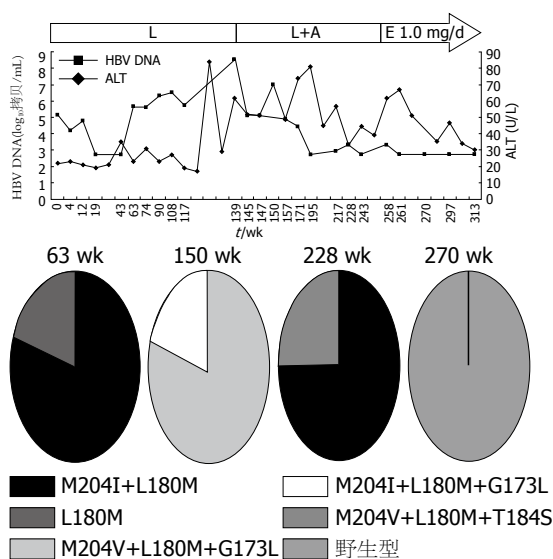 L L+A E 1.0 mg/d
HBV DNA
ALT
HBV DNA(log₁₀拷贝/mL)
9
8
7
6
5
4
3
2
1
0
90
80
70
60
50
40
30
20
10
0
ALT (U/L)
0 4 12 19 43 63 74 90 108 117 139 145 147 150 157 171 195 217 228 243 258 261 270 297 313
t/wk
63 wk 150 wk 228 wk 270 wk
M204I+L180M M204I+L180M+G173L
L180M M204V+L180M+T184S
M204V+L180M+G173L 野生型